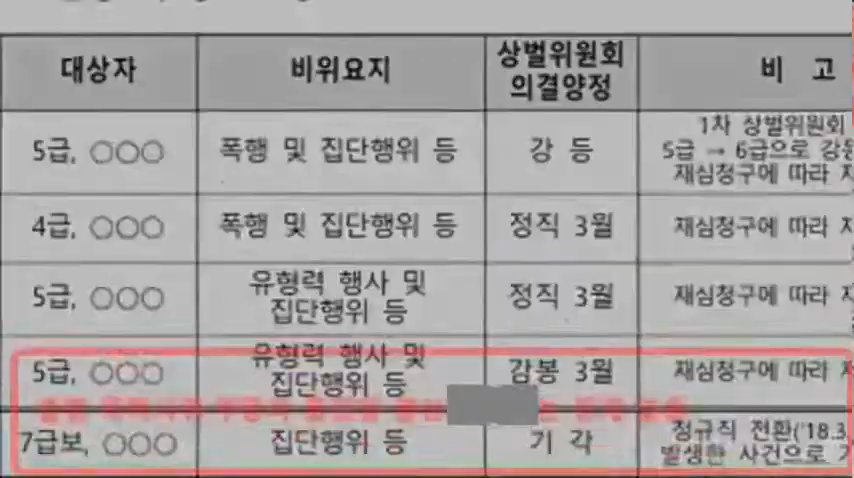 대상자 비위요지 상벌위원회 의결양정 비 고
5급, ○○○ 폭행 및 집단행위 등 강 등 1차 상벌위원회 5급 → 6급으로 재심청구에 따라
4급, ○○○ 폭행 및 집단행위 등 정직 3월 재심청구에 따라
5급, ○○○ 유형력 행사 및 집단행위 등 정직 3월 재심청구에 따라
5급, ○○○ 유형력 행사 및 집단행위 등 감봉 3월 재심청구에 따라
7급보, ○○○ 집단행위 등 기 각 정규직 전환('18.3 발생한 사건으로